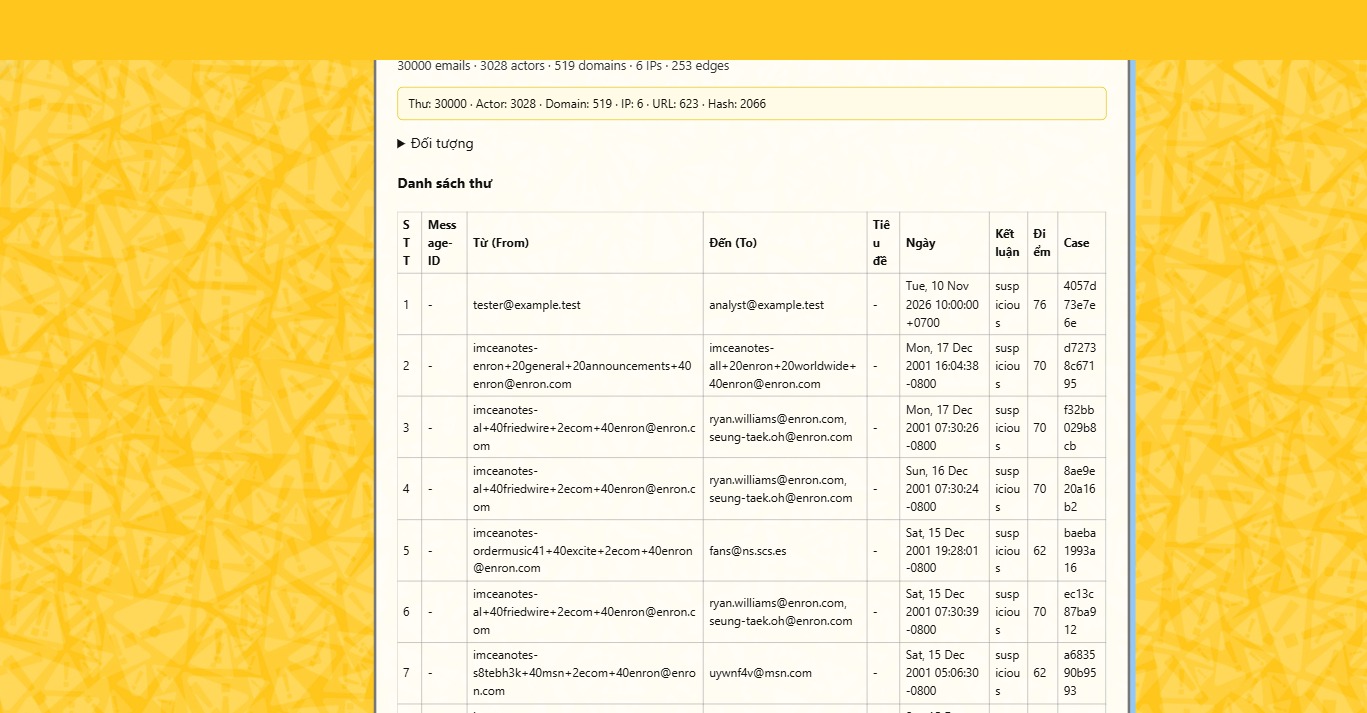 30000 emails · 3028 actors · 519 domains · 6 IPs · 253 edges
Thư: 30000 · Actor: 3028 · Domain: 519 · IP: 6 · URL: 623 · Hash: 2066
▶ Đối tượng
Danh sách thư
STT Message-ID Từ (From) Đến (To) Tiêu đề Ngày Kết luận Điểm Case
1 - tester@example.test analyst@example.test - Tue, 10 Nov 2026 10:00:00 +0700 suspicious 76 4057d73e7e6e
2 - imceanotes-enron+20general+20announcements+40enron@enron.com imceanotes-all+20enron+20worldwide+40enron@enron.com - Mon, 17 Dec 2001 16:04:38 -0800 suspicious 70 d72738c67195
3 - imceanotes-al+40friedwire+2ecom+40enron@enron.com ryan.williams@enron.com, seung-taek.oh@enron.com - Mon, 17 Dec 2001 07:30:26 -0800 suspicious 70 f32bb029b8cb
4 - imceanotes-al+40friedwire+2ecom+40enron@enron.com ryan.williams@enron.com, seung-taek.oh@enron.com - Sun, 16 Dec 2001 07:30:24 -0800 suspicious 70 8ae9e20a16b2
5 - imceanotes-ordermusic41+40excite+2ecom+40enron@enron.com fans@ns.scs.es - Sat, 15 Dec 2001 19:28:01 -0800 suspicious 62 baeba1993a16
6 - imceanotes-al+40friedwire+2ecom+40enron@enron.com ryan.williams@enron.com, seung-taek.oh@enron.com - Sat, 15 Dec 2001 07:30:39 -0800 suspicious 70 ec13c87ba912
7 - imceanotes-s8tebh3k+40msn+2ecom+40enron@enron.com uywnf4v@msn.com - Sat, 15 Dec 2001 05:06:30 -0800 suspicious 62 a683590b9593